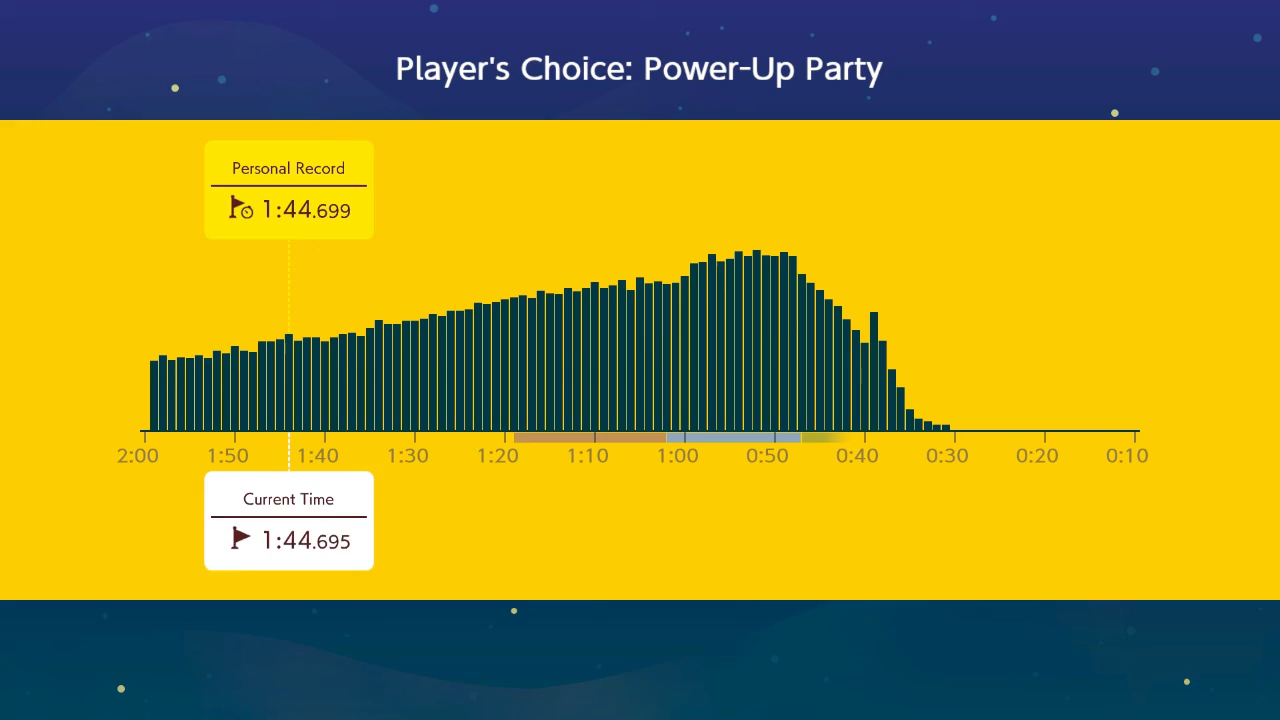 Player's Choice: Power-Up Party
Personal Record
1:44.699
2:00 1:50 1:40 1:30 1:20 1:10 1:00 0:50 0:40 0:30 0:20 0:10
Current Time
1:44.695